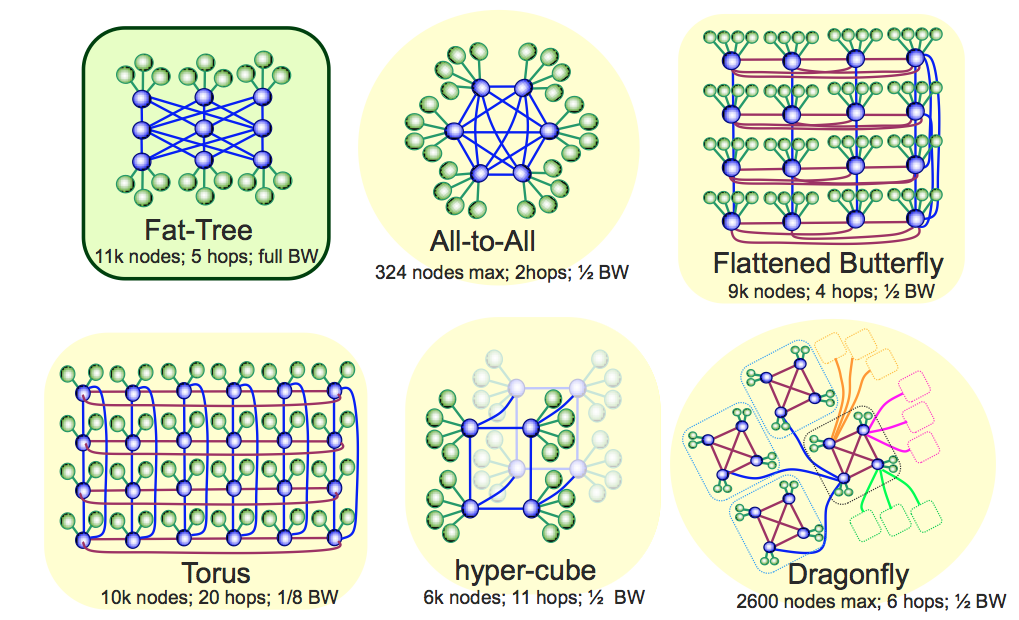 Fat-Tree
11k nodes; 5 hops; full BW
All-to-All
324 nodes max; 2hops; ½ BW
Flattened Butterfly
9k nodes; 4 hops; ½ BW
Torus
10k nodes; 20 hops; 1/8 BW
hyper-cube
6k nodes; 11 hops; ½ BW
Dragonfly
2600 nodes max; 6 hops; ½ BW